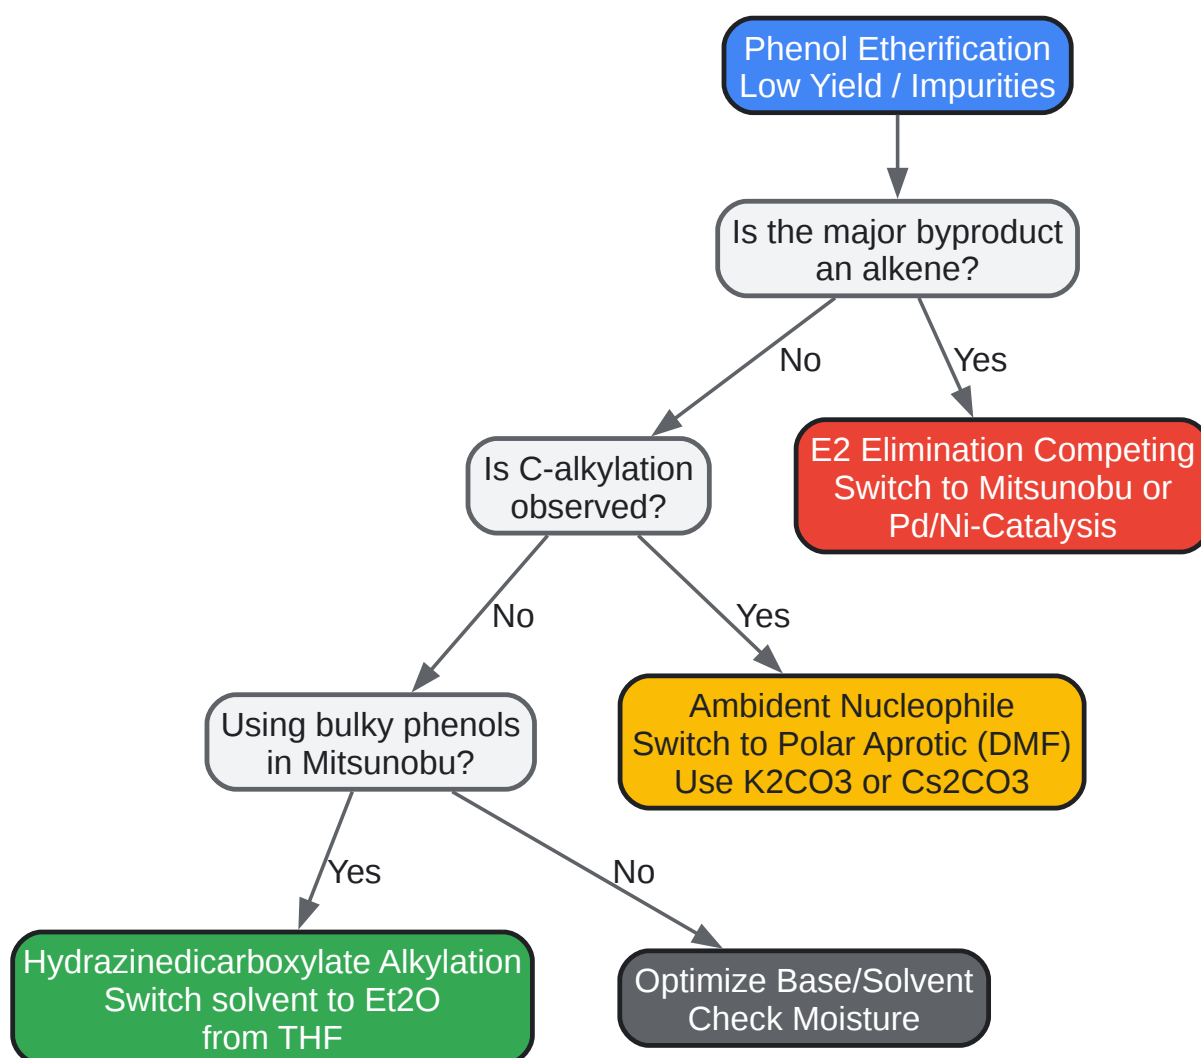 Phenol Etherification
Low Yield / Impurities
Is the major byproduct
an alkene?
No
Yes
Is C-alkylation
observed?
E2 Elimination Competing
Switch to Mitsunobu or
Pd/Ni-Catalysis
No
Yes
Using bulky phenols
in Mitsunobu?
Ambident Nucleophile
Switch to Polar Aprotic (DMF)
Use K2CO3 or Cs2CO3
Yes
No
Hydrazinedicarboxylate Alkylation
Switch solvent to Et2O
from THF
Optimize Base/Solvent
Check Moisture